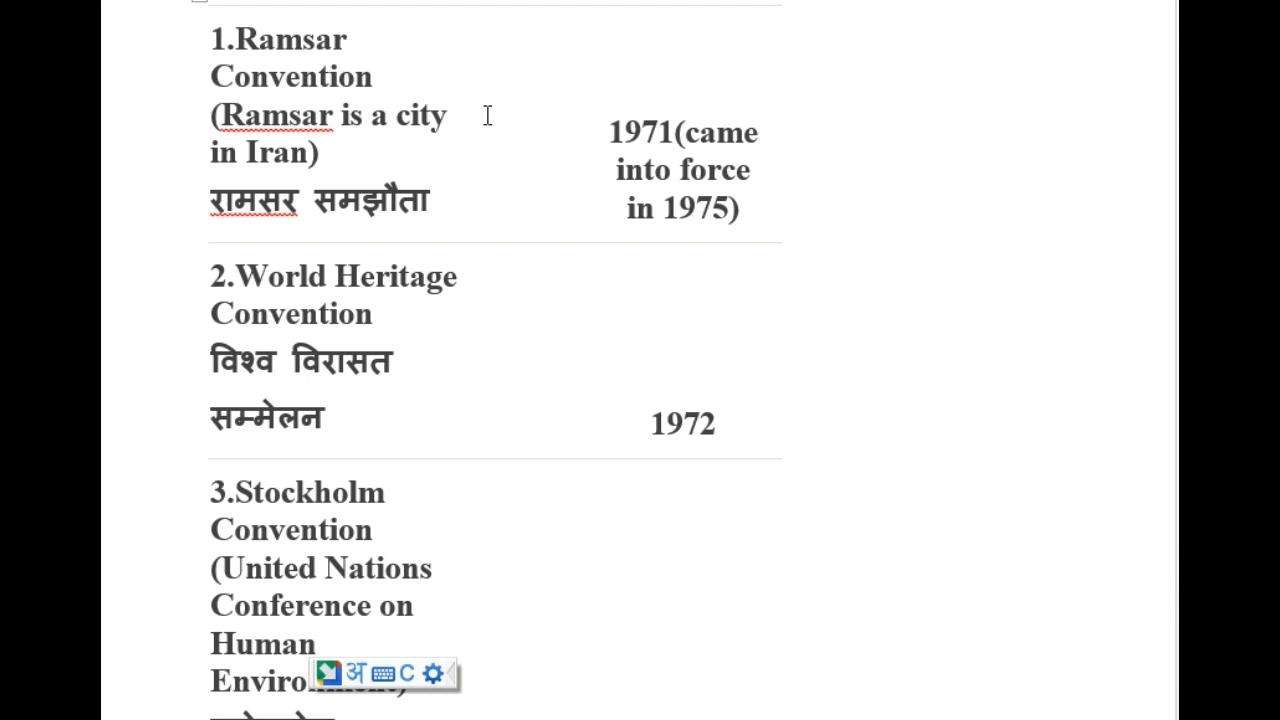 1.Ramsar
Convention
(Ramsar is a city
in Iran)
रामसर समझौता
1971(came
into force
in 1975)
2.World Heritage
Convention
विश्व विरासत
सम्मेलन
1972
3.Stockholm
Convention
(United Nations
Conference on
Human
अ C